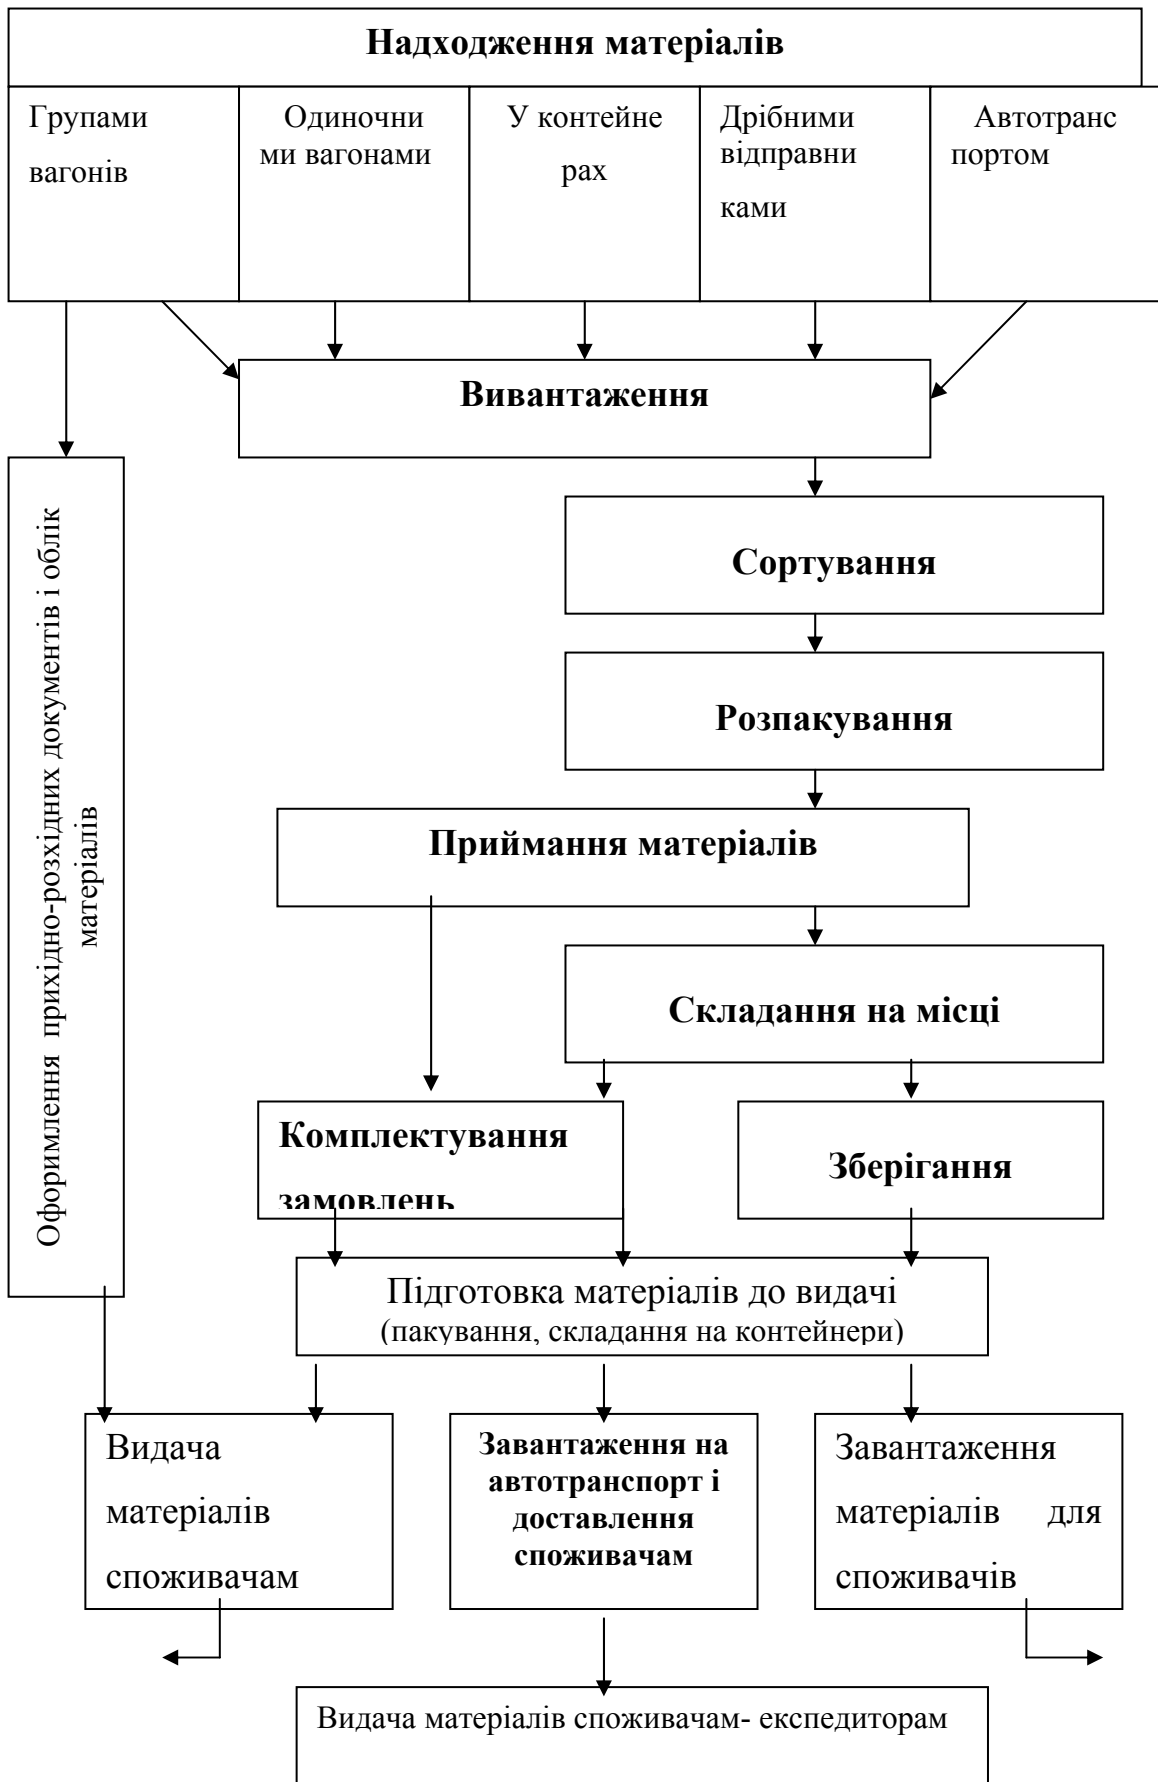 Надходження матеріалів
Групами
вагонів
Одиночни
ми вагонами
У контейне
рах
Дрібними
відправни
ками
Автотранс
портом
Вивантаження
Сортування
Розпакування
Приймання матеріалів
Складання на місці
Оформлення прихідно-розхідних документів і облік
матеріалів
Комплектування
замовлень
Зберігання
Підготовка матеріалів до видачі
(пакування, складання на контейнери)
Видача
матеріалів
споживачам
Завантаження на
автотранспорт і
доставлення
споживачам
Завантаження
матеріалів для
споживачів
Видача матеріалів споживачам- експедиторам